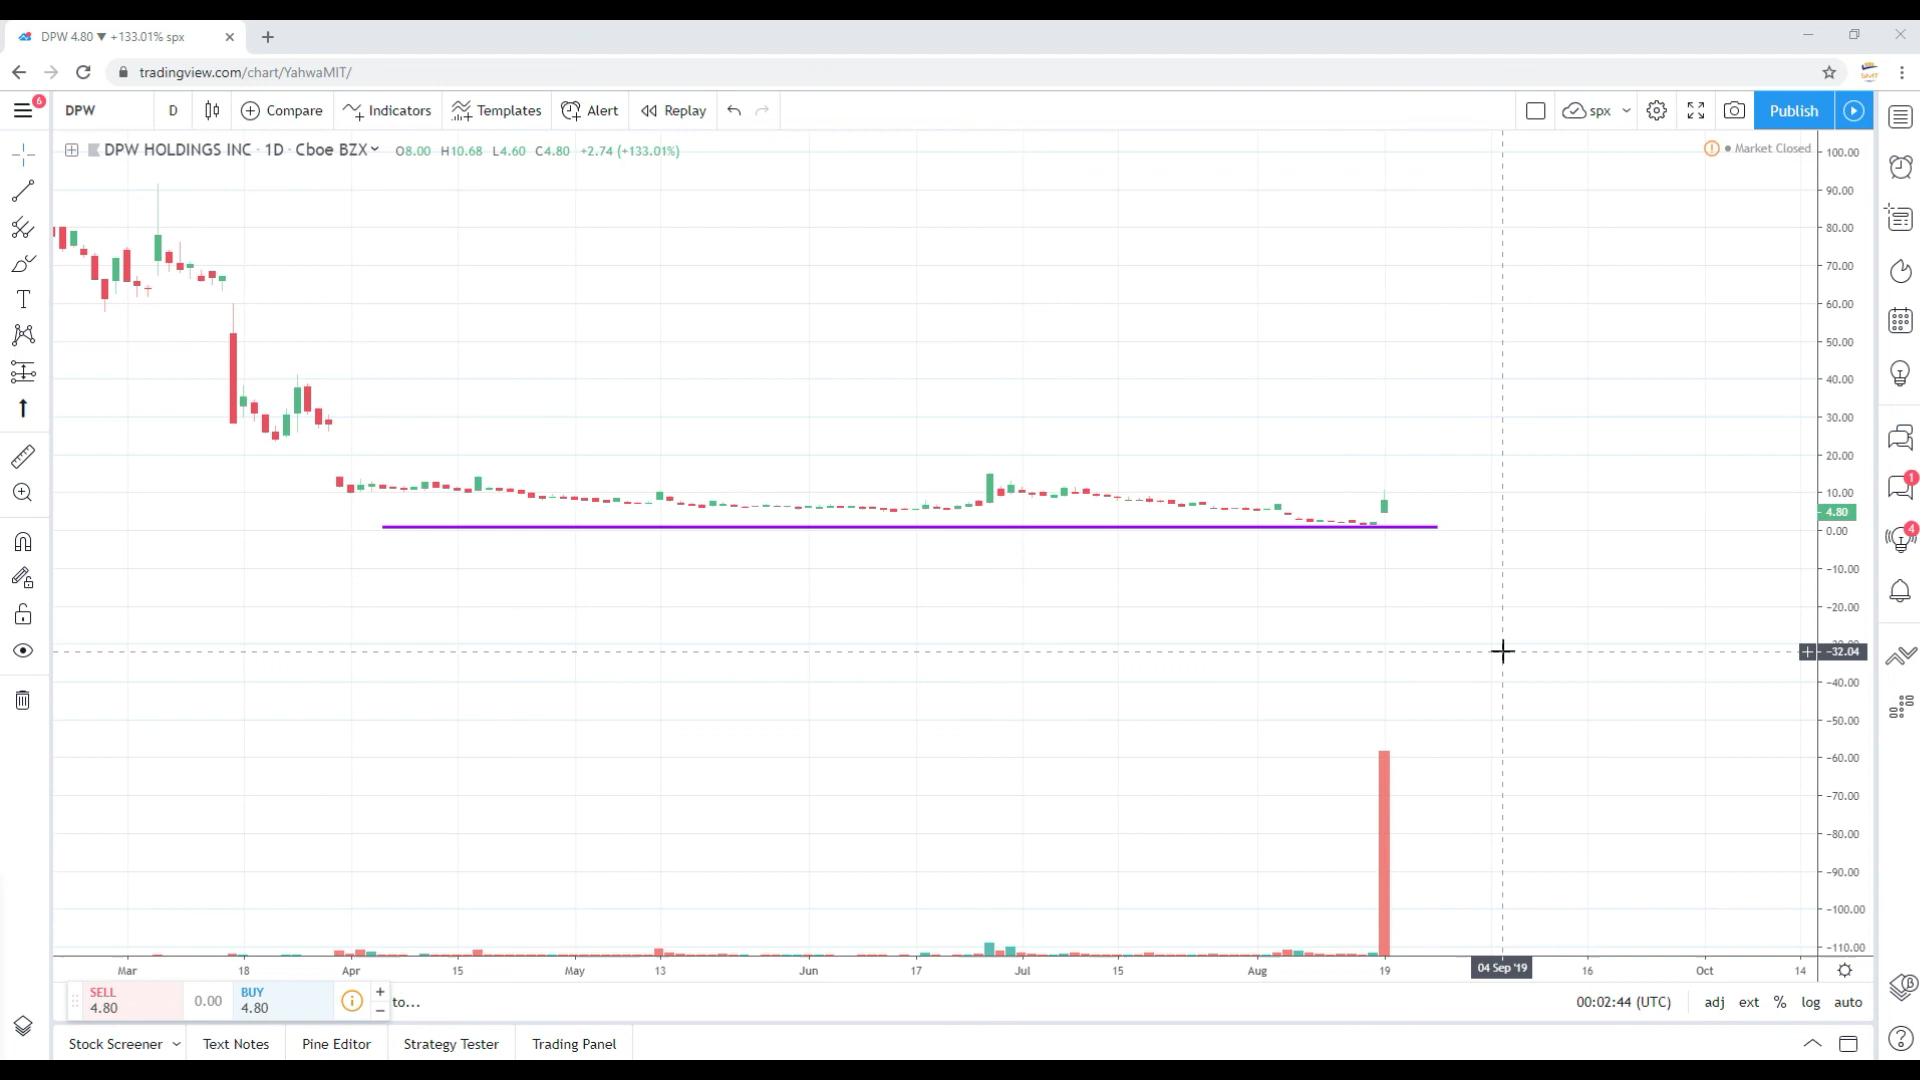 DPW 4.80 ▼ +133.01% spx
tradingview.com/chart/YahwaMIT/
6
DPW
D
Compare
Indicators
Templates
Alert
Replay
spx
Publish
DPW HOLDINGS INC · 1D · Cboe BZX
O8.00 H10.68 L4.60 C4.80 +2.74 (+133.01%)
Market Closed
100.00
90.00
80.00
70.00
60.00
50.00
40.00
30.00
20.00
10.00
4.80
0.00
−10.00
−20.00
−32.04
−40.00
−50.00
−60.00
−70.00
−80.00
−90.00
−100.00
−110.00
1
4
Mar 18 Apr 15 May 13 Jun 17 Jul 15 Aug 19 04 Sep '19 16 Oct 14
SELL
4.80
0.00
BUY
4.80
to...
00:02:44 (UTC) adj ext % log auto
Stock Screener Text Notes Pine Editor Strategy Tester Trading Panel